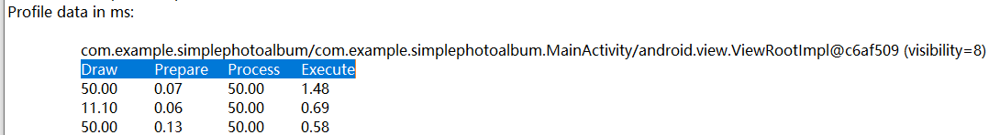 Profile data in ms:
com.example.simplephotoalbum/com.example.simplephotoalbum.MainActivity/android.view.ViewRootImpl@c6af509 (visibility=8)
Draw Prepare Process Execute
50.00 0.07 50.00 1.48
11.10 0.06 50.00 0.69
50.00 0.13 50.00 0.58